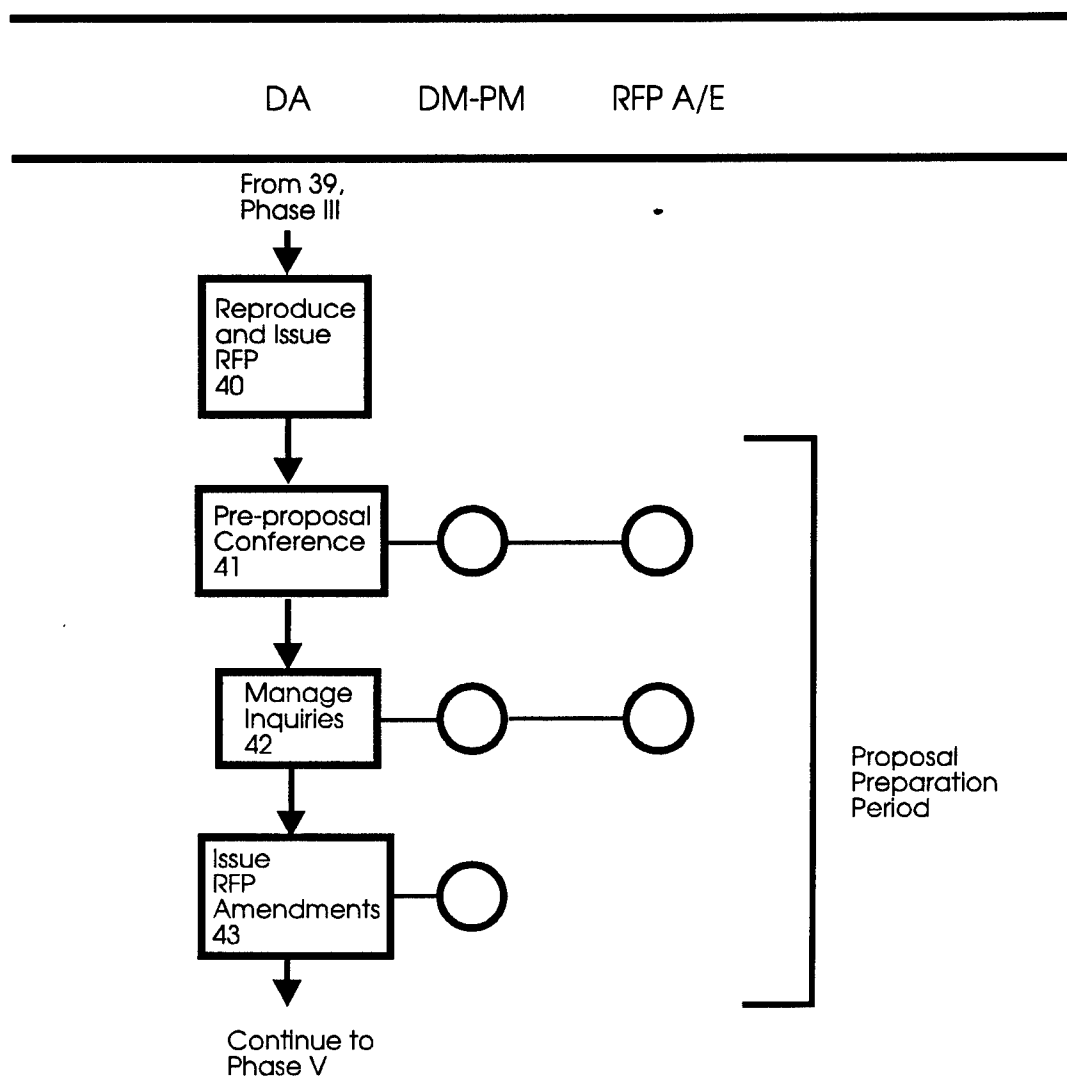 DA DM-PM RFP A/E
From 39,
Phase III
Reproduce
and Issue
RFP
40
Pre-proposal
Conference
41
Manage
Inquiries
42
Proposal
Preparation
Period
Issue
RFP
Amendments
43
Continue to
Phase V